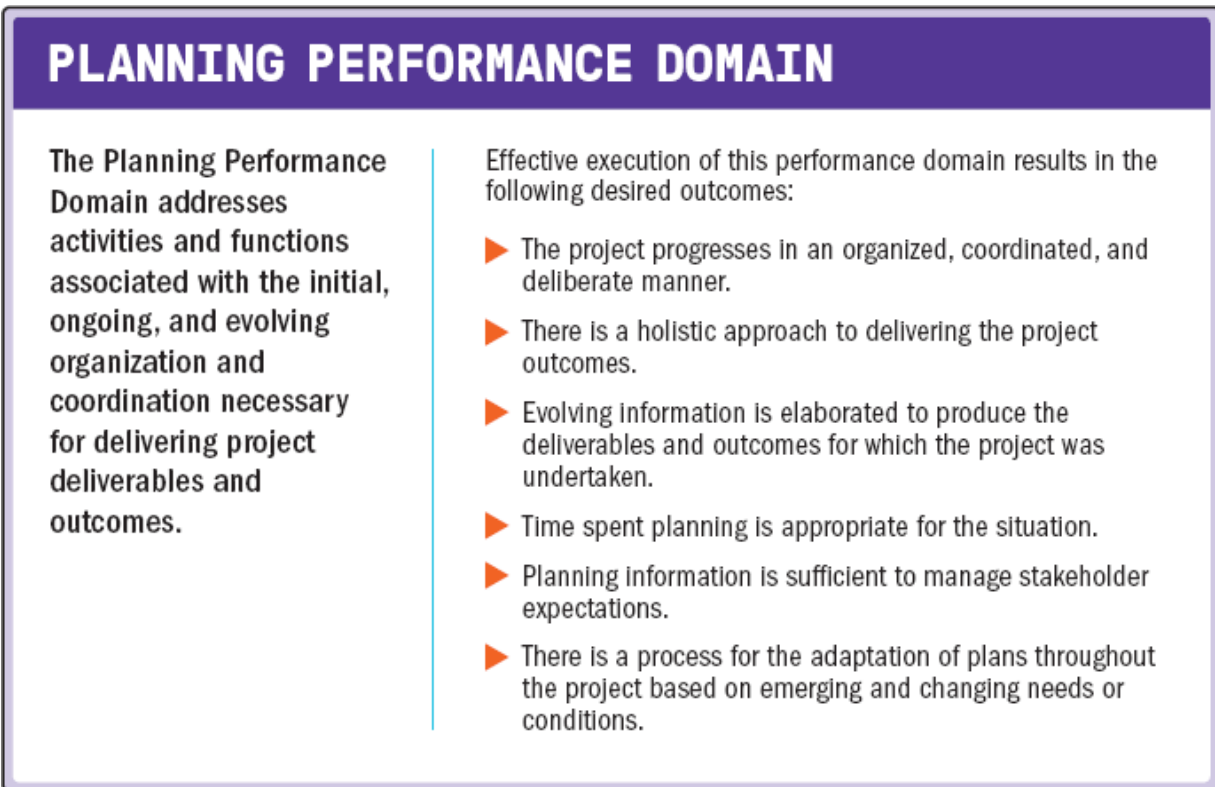 PLANNING PERFORMANCE DOMAIN
The Planning Performance
Domain addresses
activities and functions
associated with the initial,
ongoing, and evolving
organization and
coordination necessary
for delivering project
deliverables and
outcomes.
Effective execution of this performance domain results in the
following desired outcomes:
The project progresses in an organized, coordinated, and
deliberate manner.
There is a holistic approach to delivering the project
outcomes.
Evolving information is elaborated to produce the
deliverables and outcomes for which the project was
undertaken.
Time spent planning is appropriate for the situation.
Planning information is sufficient to manage stakeholder
expectations.
There is a process for the adaptation of plans throughout
the project based on emerging and changing needs or
conditions.